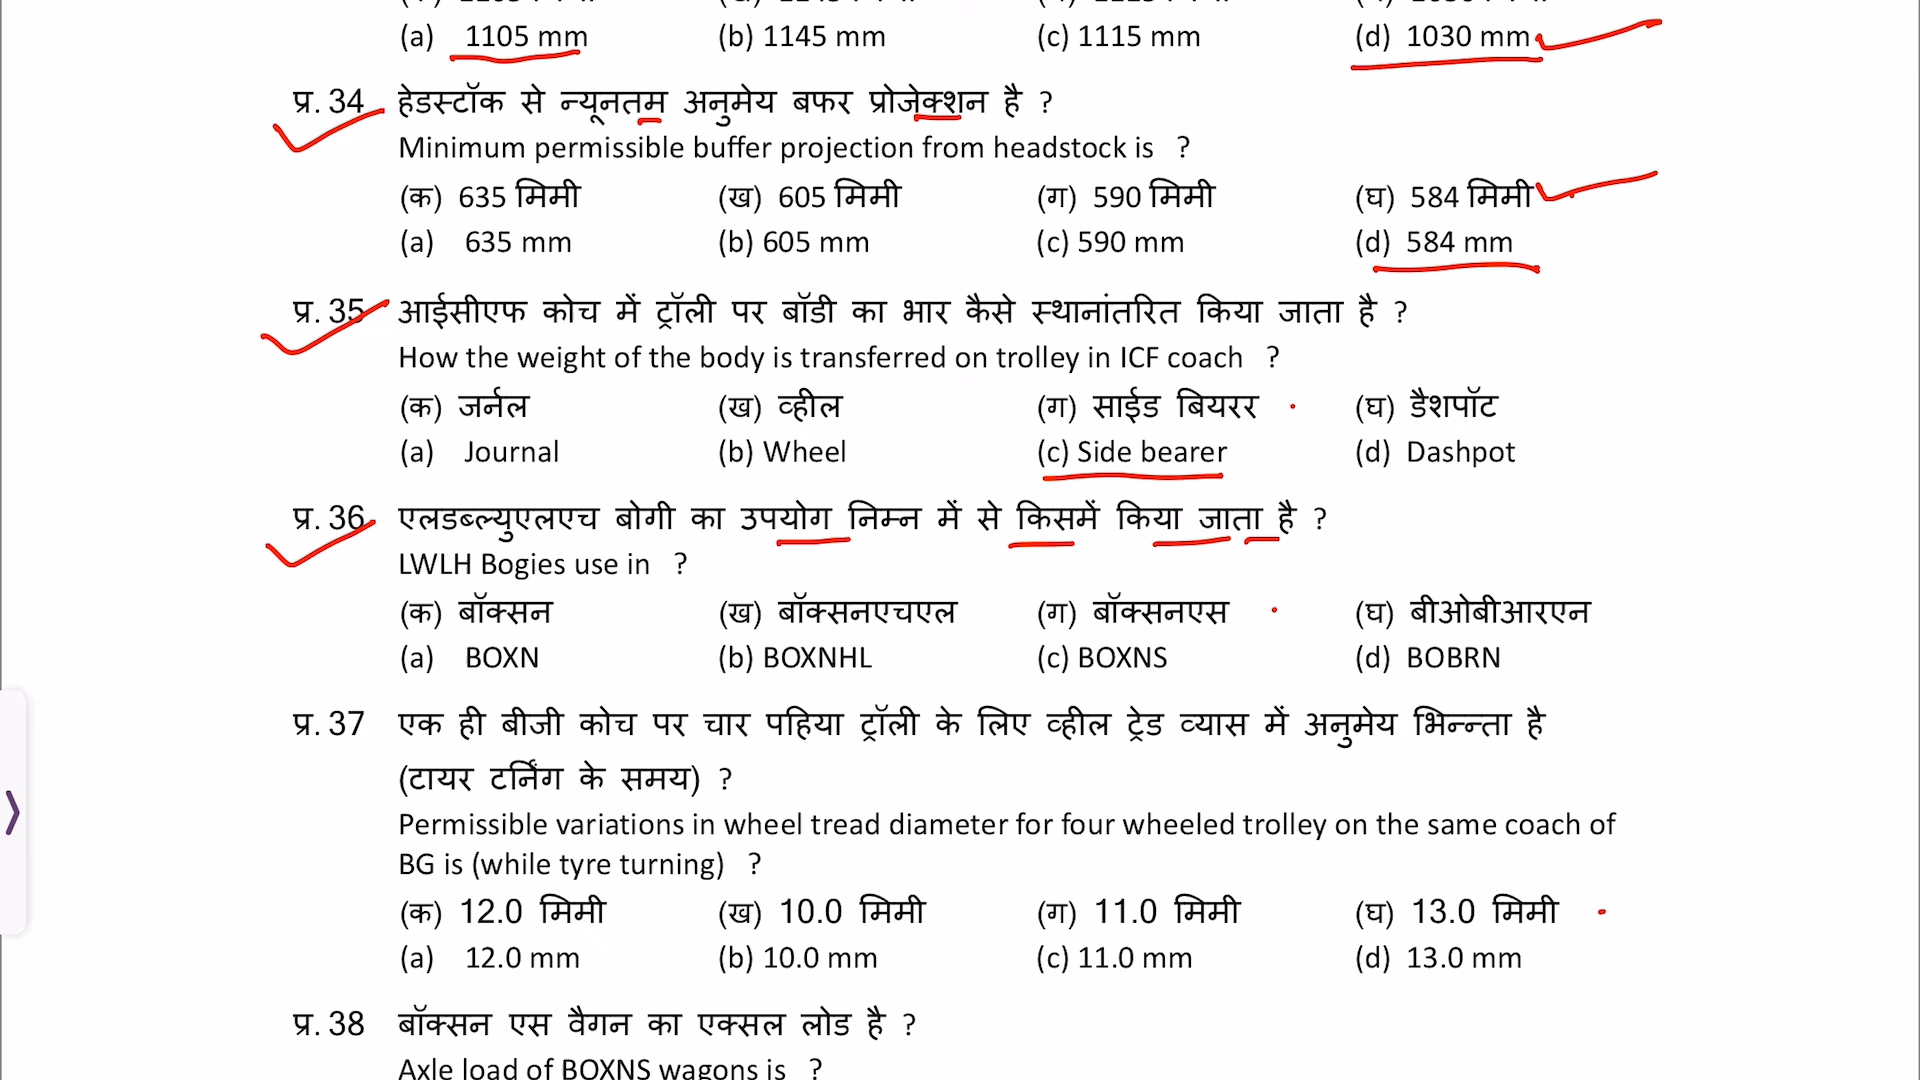 (a) 1105 mm (b) 1145 mm (c) 1115 mm (d) 1030 mm
प्र. 34 हेडस्टॉक से न्यूनतम अनुमेय बफर प्रोजेक्शन है ?
Minimum permissible buffer projection from headstock is ?
(क) 635 मिमी (ख) 605 मिमी (ग) 590 मिमी (घ) 584 मिमी
(a) 635 mm (b) 605 mm (c) 590 mm (d) 584 mm
प्र. 35 आईसीएफ कोच में ट्रॉली पर बॉडी का भार कैसे स्थानांतरित किया जाता है ?
How the weight of the body is transferred on trolley in ICF coach ?
(क) जर्नल (ख) व्हील (ग) साईड बियरर (घ) डैशपॉट
(a) Journal (b) Wheel (c) Side bearer (d) Dashpot
प्र. 36 एलडब्ल्युएलएच बोगी का उपयोग निम्न में से किसमें किया जाता है ?
LWLH Bogies use in ?
(क) बॉक्सन (ख) बॉक्सनएचएल (ग) बॉक्सनएस (घ) बीओबीआरएन
(a) BOXN (b) BOXNHL (c) BOXNS (d) BOBRN
प्र. 37 एक ही बीजी कोच पर चार पहिया ट्रॉली के लिए व्हील ट्रेड व्यास में अनुमेय भिन्न्ता है
(टायर टर्निंग के समय) ?
Permissible variations in wheel tread diameter for four wheeled trolley on the same coach of
BG is (while tyre turning) ?
(क) 12.0 मिमी (ख) 10.0 मिमी (ग) 11.0 मिमी (घ) 13.0 मिमी
(a) 12.0 mm (b) 10.0 mm (c) 11.0 mm (d) 13.0 mm
प्र. 38 बॉक्सन एस वैगन का एक्सल लोड है ?
Axle load of BOXNS wagons is ?